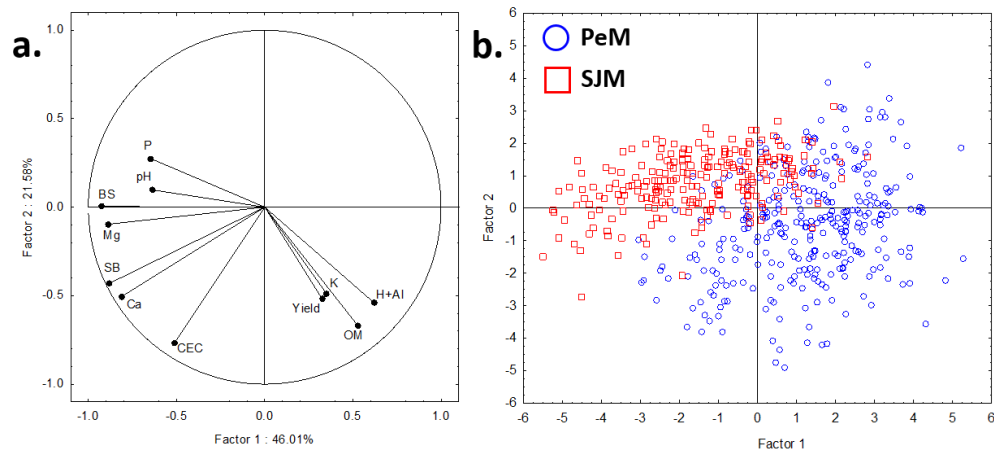 a.
1.0
0.5
0.0
-0.5
-1.0
Factor 2 : 21.58%
P
pH
BS
Mg
SB
Ca
CEC
K
Yield
H+Al
OM
-1.0 -0.5 0.0 0.5 1.0
Factor 1 : 46.01%
b.
PeM
SJM
6
5
4
3
2
1
0
-1
-2
-3
-4
-5
-6
Factor 2
-6 -5 -4 -3 -2 -1 0 1 2 3 4 5 6
Factor 1